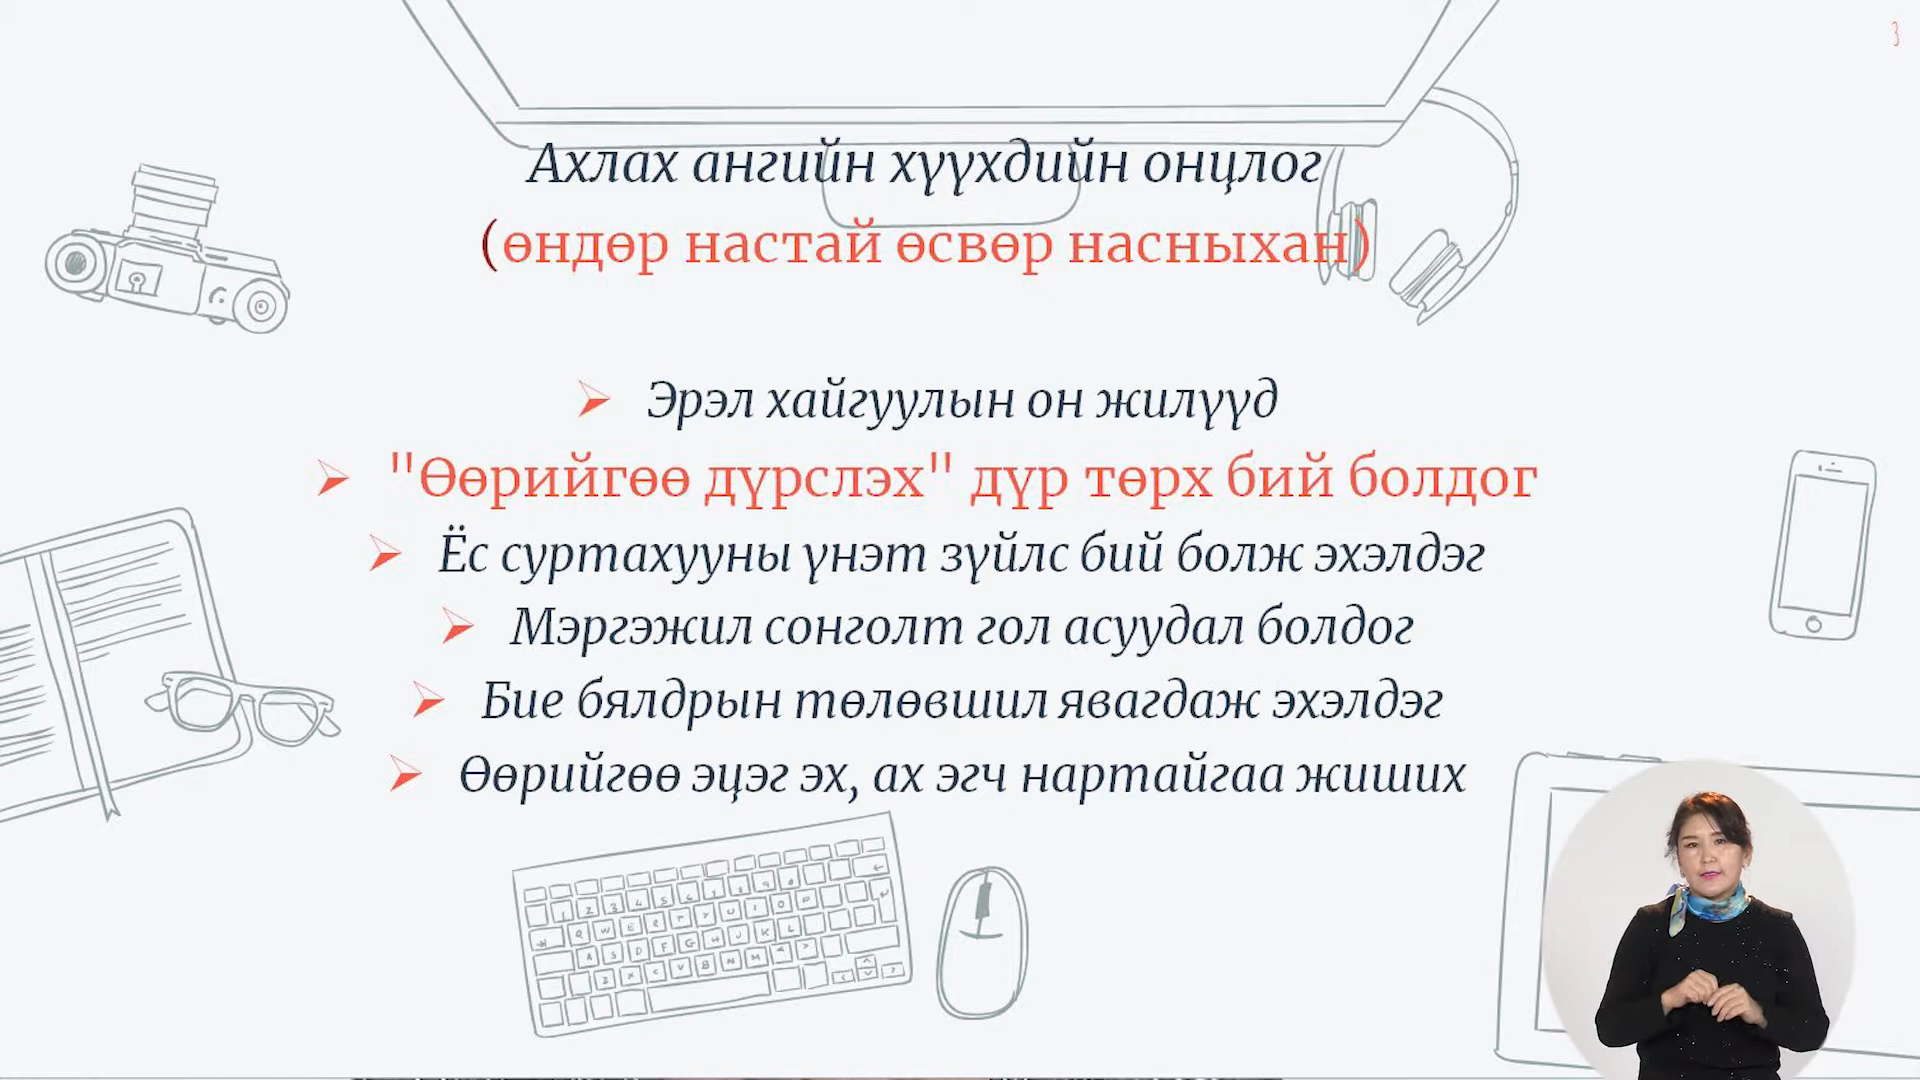 3
Ахлах ангийн хүүхдийн онцлог
(өндөр настай өсвөр насныхан)
Эрэл хайгуулын он жилүүд
"Өөрийгөө дүрслэх" дүр төрх бий болдог
Ёс суртахууны үнэт зүйлс бий болж эхэлдэг
Мэргэжил сонголт гол асуудал болдог
Бие бялдрын төлөвшил явагдаж эхэлдэг
Өөрийгөө эцэг эх, ах эгч нартайгаа жиших